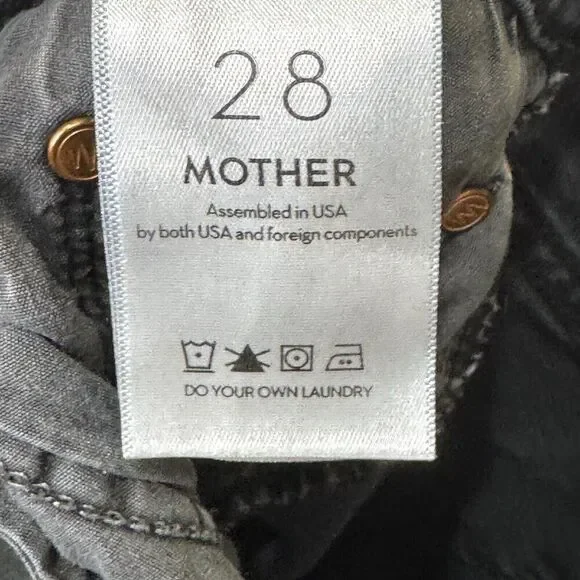 28
MOTHER
Assembled in USA
by both USA and foreign components
DO YOUR OWN LAUNDRY